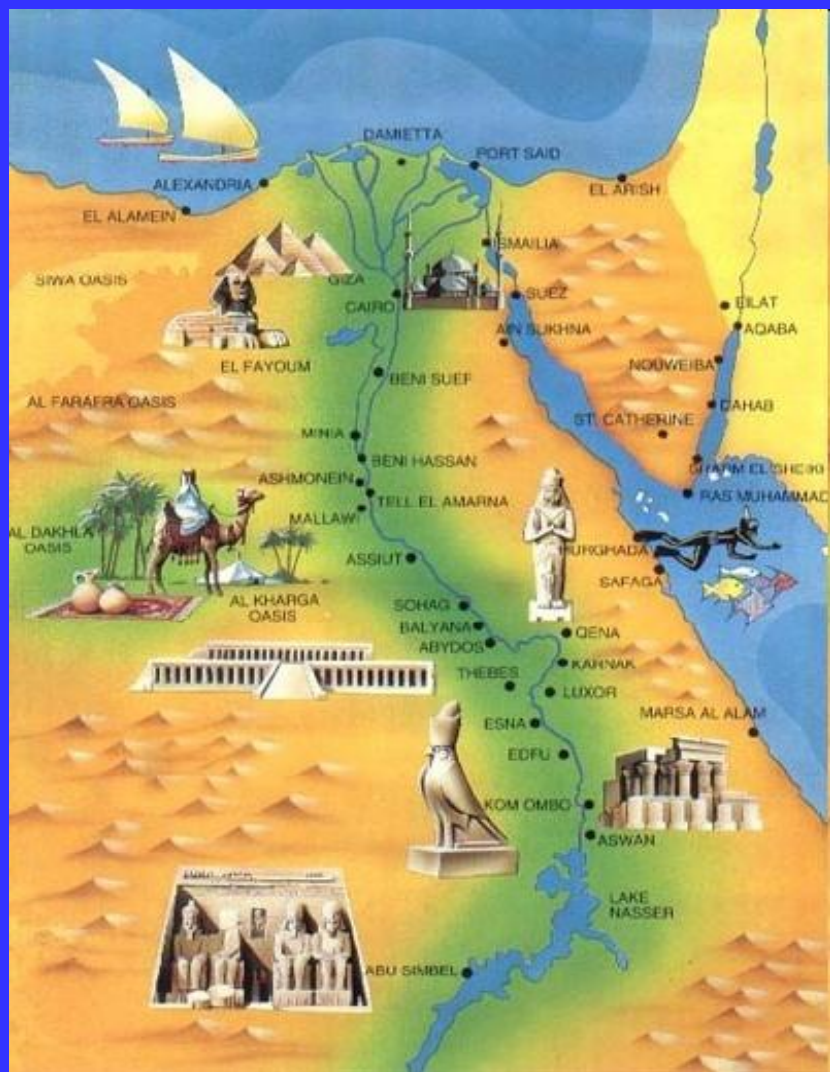 DAMIETTA
PORT SAID
ALEXANDRIA
EL ARISH
EL ALAMEIN
ISMAILIA
SIWA OASIS
GIZA
CAIRO
SUEZ
EILAT
AIN SUKHNA
AQABA
EL FAYOUM
NOUWEIBA
BENI SUEF
AL FARAFRA OASIS
DAHAB
ST. CATHERINE
MINIA
BENI HASSAN
SHARM EL SHEIKH
ASHMONEIN
TELL EL AMARNA
RAS MUHAMMAD
MALLAWI
AL DAKHLA
OASIS
HURGHADA
ASSIUT
SAFAGA
AL KHARGA
OASIS
SOHAG
BALYANA
QENA
ABYDOS
KARNAK
THEBES
LUXOR
MARSA AL ALAM
ESNA
EDFU
KOM OMBO
ASWAN
LAKE
NASSER
ABU SIMBEL